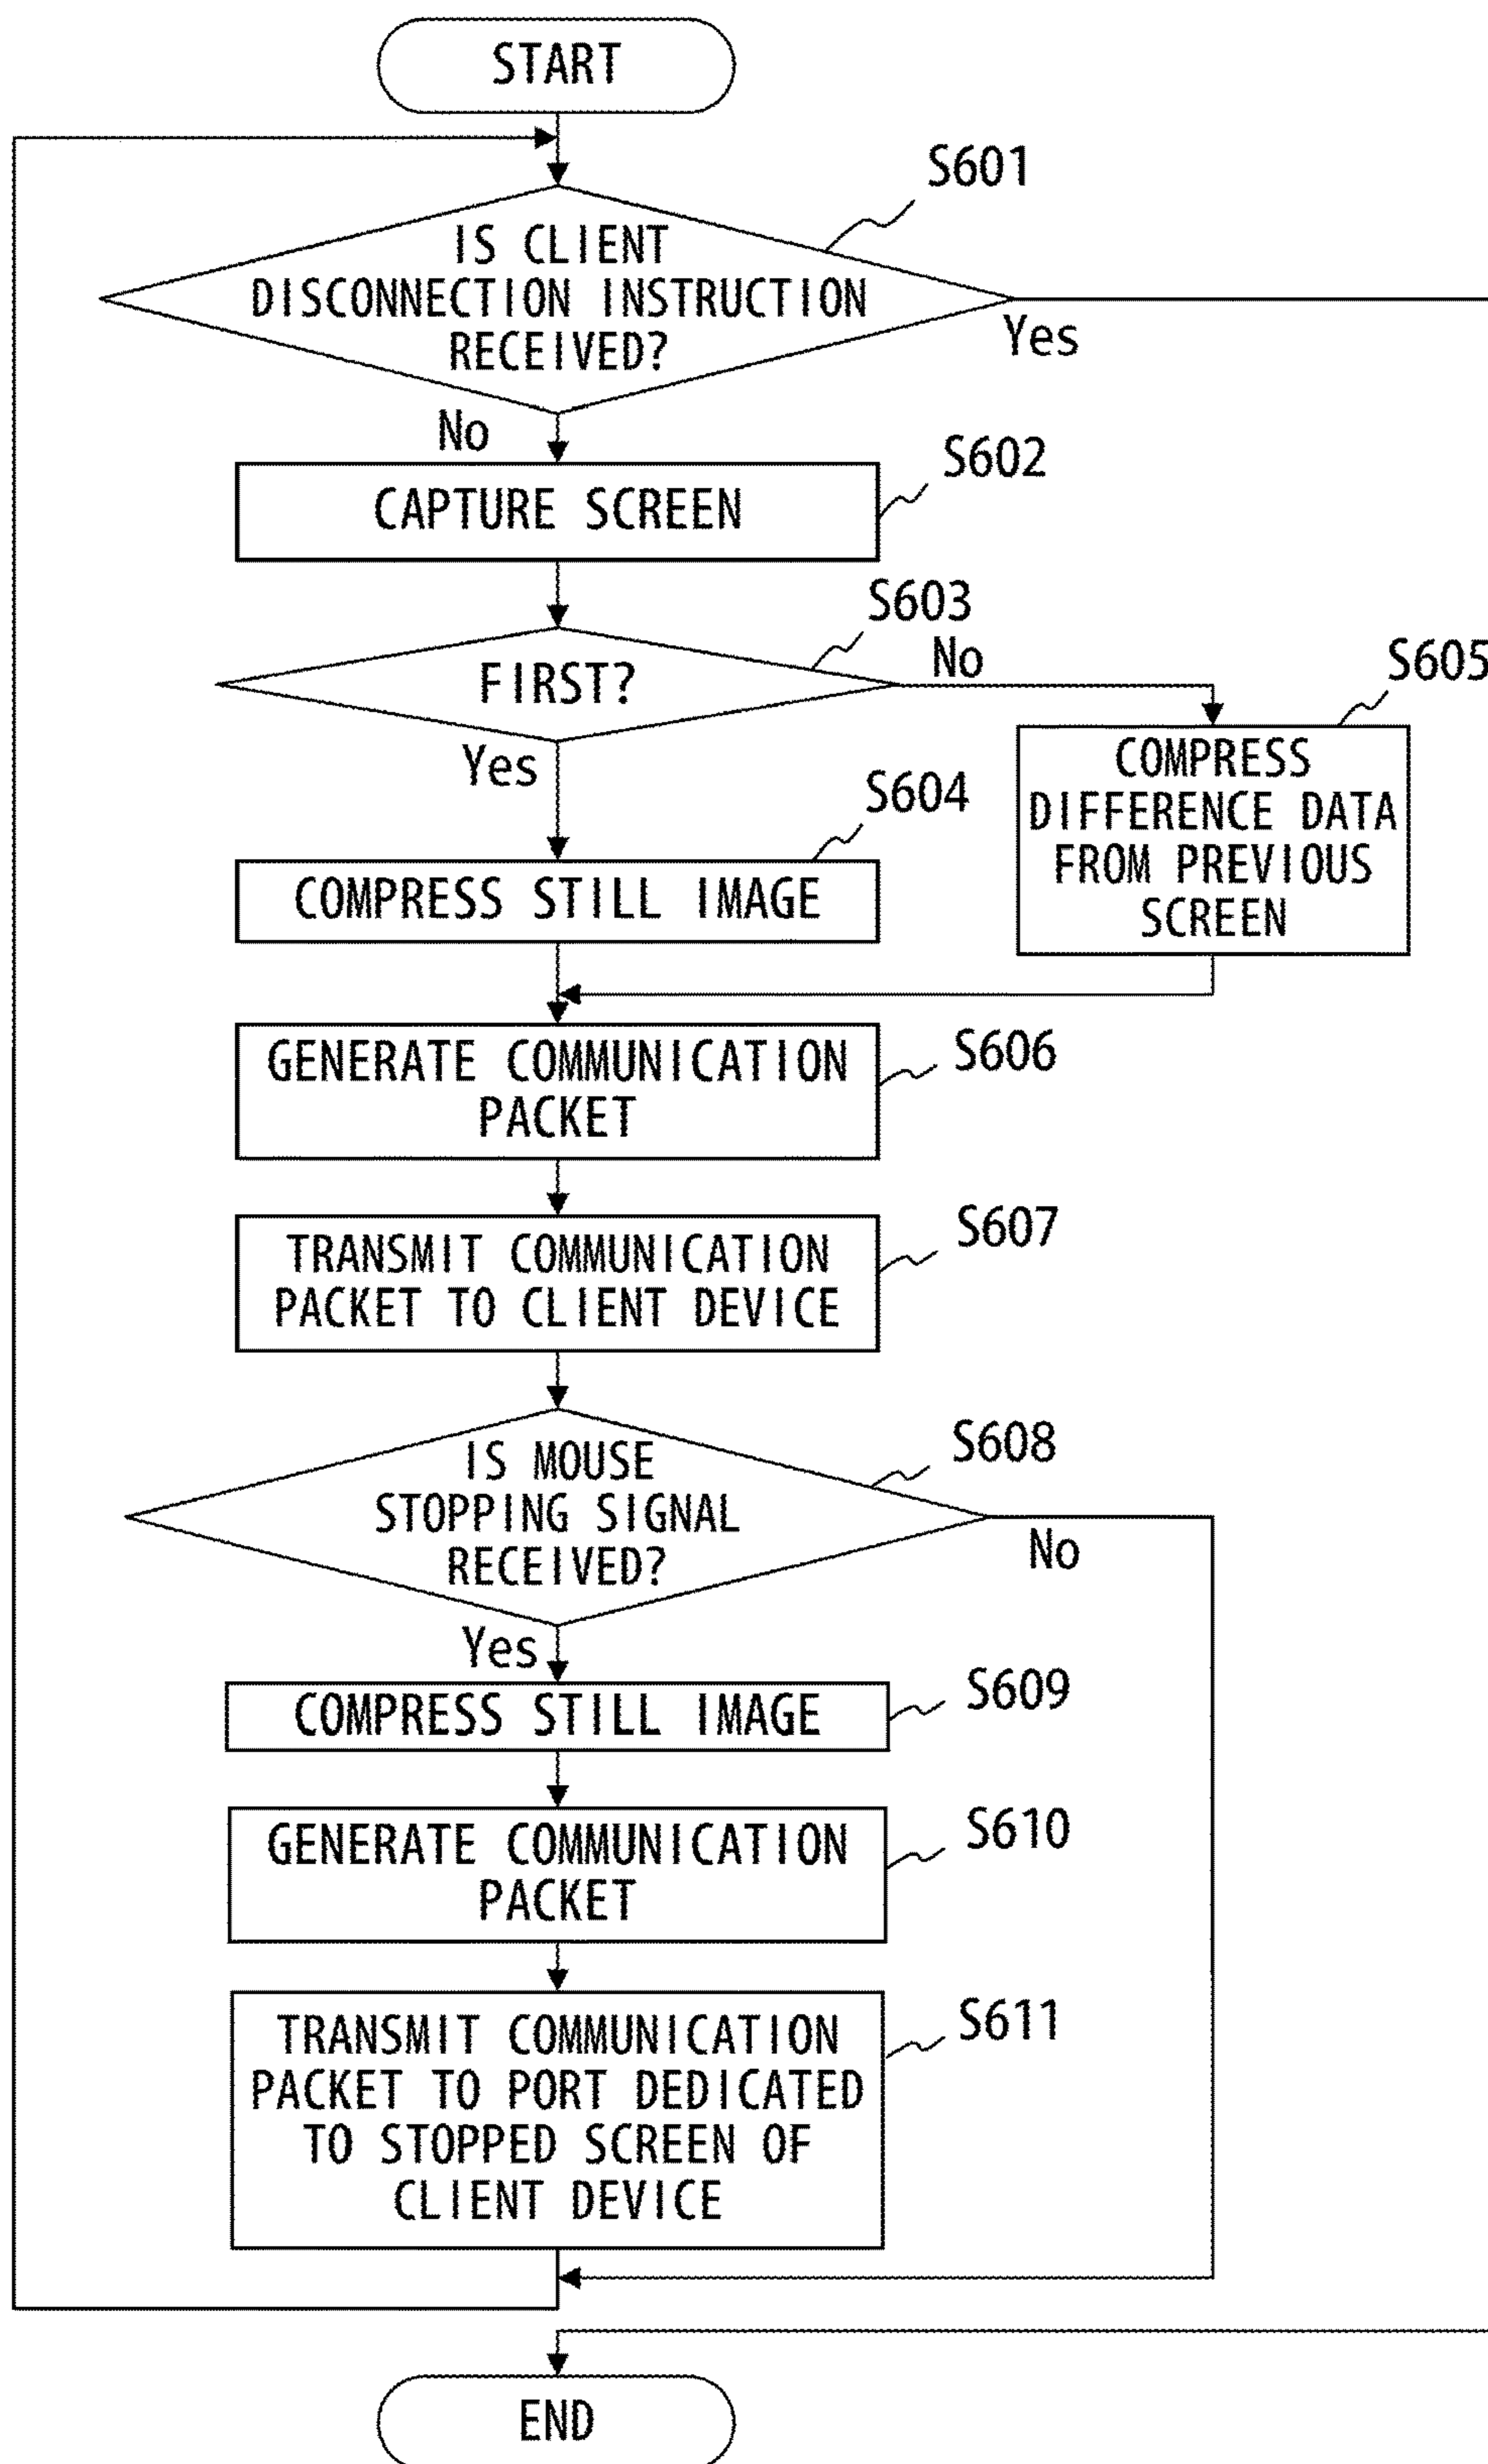 START
S601
IS CLIENT
DISCONNECTION INSTRUCTION
RECEIVED?
Yes
No
S602
CAPTURE SCREEN
S603
FIRST?
No
S605
COMPRESS
DIFFERENCE DATA
FROM PREVIOUS
SCREEN
Yes
S604
COMPRESS STILL IMAGE
S606
GENERATE COMMUNICATION
PACKET
S607
TRANSMIT COMMUNICATION
PACKET TO CLIENT DEVICE
S608
IS MOUSE
STOPPING SIGNAL
RECEIVED?
No
Yes
S609
COMPRESS STILL IMAGE
S610
GENERATE COMMUNICATION
PACKET
S611
TRANSMIT COMMUNICATION
PACKET TO PORT DEDICATED
TO STOPPED SCREEN OF
CLIENT DEVICE
END